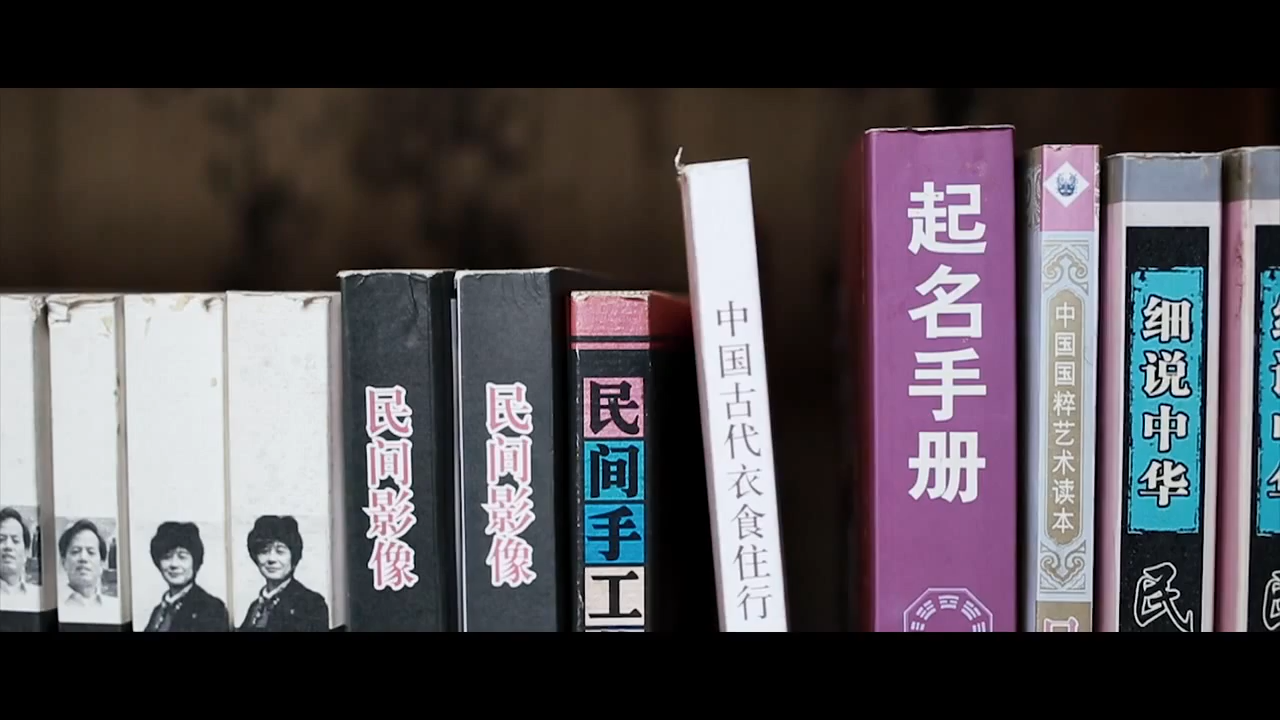 民间影像
民间影像
民间手工
中国古代衣食住行
起名手册
中国国粹艺术读本
细说中华
民